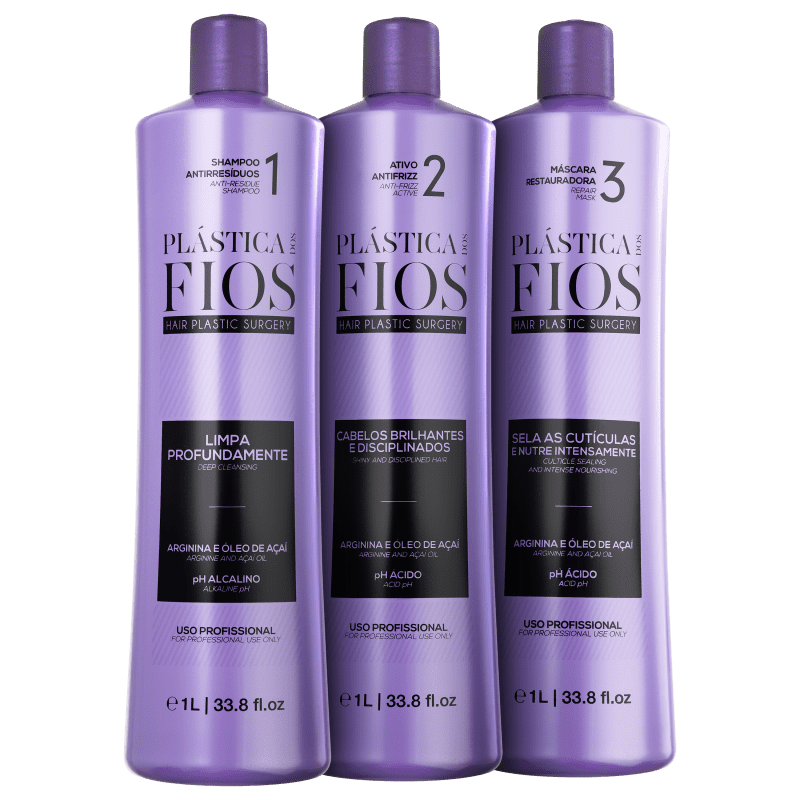 SHAMPOO
ANTIRRESÍDUOS
ANTI-RESIDUE
SHAMPOO
1
PLÁSTICA DOS
FIOS
HAIR PLASTIC SURGERY
LIMPA
PROFUNDAMENTE
DEEP CLEANSING
ARGININA E ÓLEO DE AÇAÍ
ARGININE AND AÇAI OIL
pH ALCALINO
ALKALINE pH
USO PROFISSIONAL
FOR PROFESSIONAL USE ONLY
℮ 1L | 33.8 fl.oz
ATIVO
ANTIFRIZZ
ANTI-FRIZZ
ACTIVE
2
PLÁSTICA DOS
FIOS
HAIR PLASTIC SURGERY
CABELOS BRILHANTES
E DISCIPLINADOS
SHINY AND DISCIPLINED HAIR
ARGININA E ÓLEO DE AÇAÍ
ARGININE AND AÇAI OIL
pH ACIDO
ACID pH
USO PROFISSIONAL
FOR PROFESSIONAL USE ONLY
℮ 1L | 33.8 fl.oz
MÁSCARA
RESTAURADORA
REPAIR
MASK
3
PLÁSTICA DOS
FIOS
HAIR PLASTIC SURGERY
SELA AS CUTÍCULAS
E NUTRE INTENSAMENTE
CULTICLE SEALING
AND INTENSE NOURISHING
ARGININA E ÓLEO DE AÇAÍ
ARGININE AND AÇAI OIL
pH ÁCIDO
ACID pH
USO PROFISSIONAL
FOR PROFESSIONAL USE ONLY
℮ 1L | 33.8 fl.oz